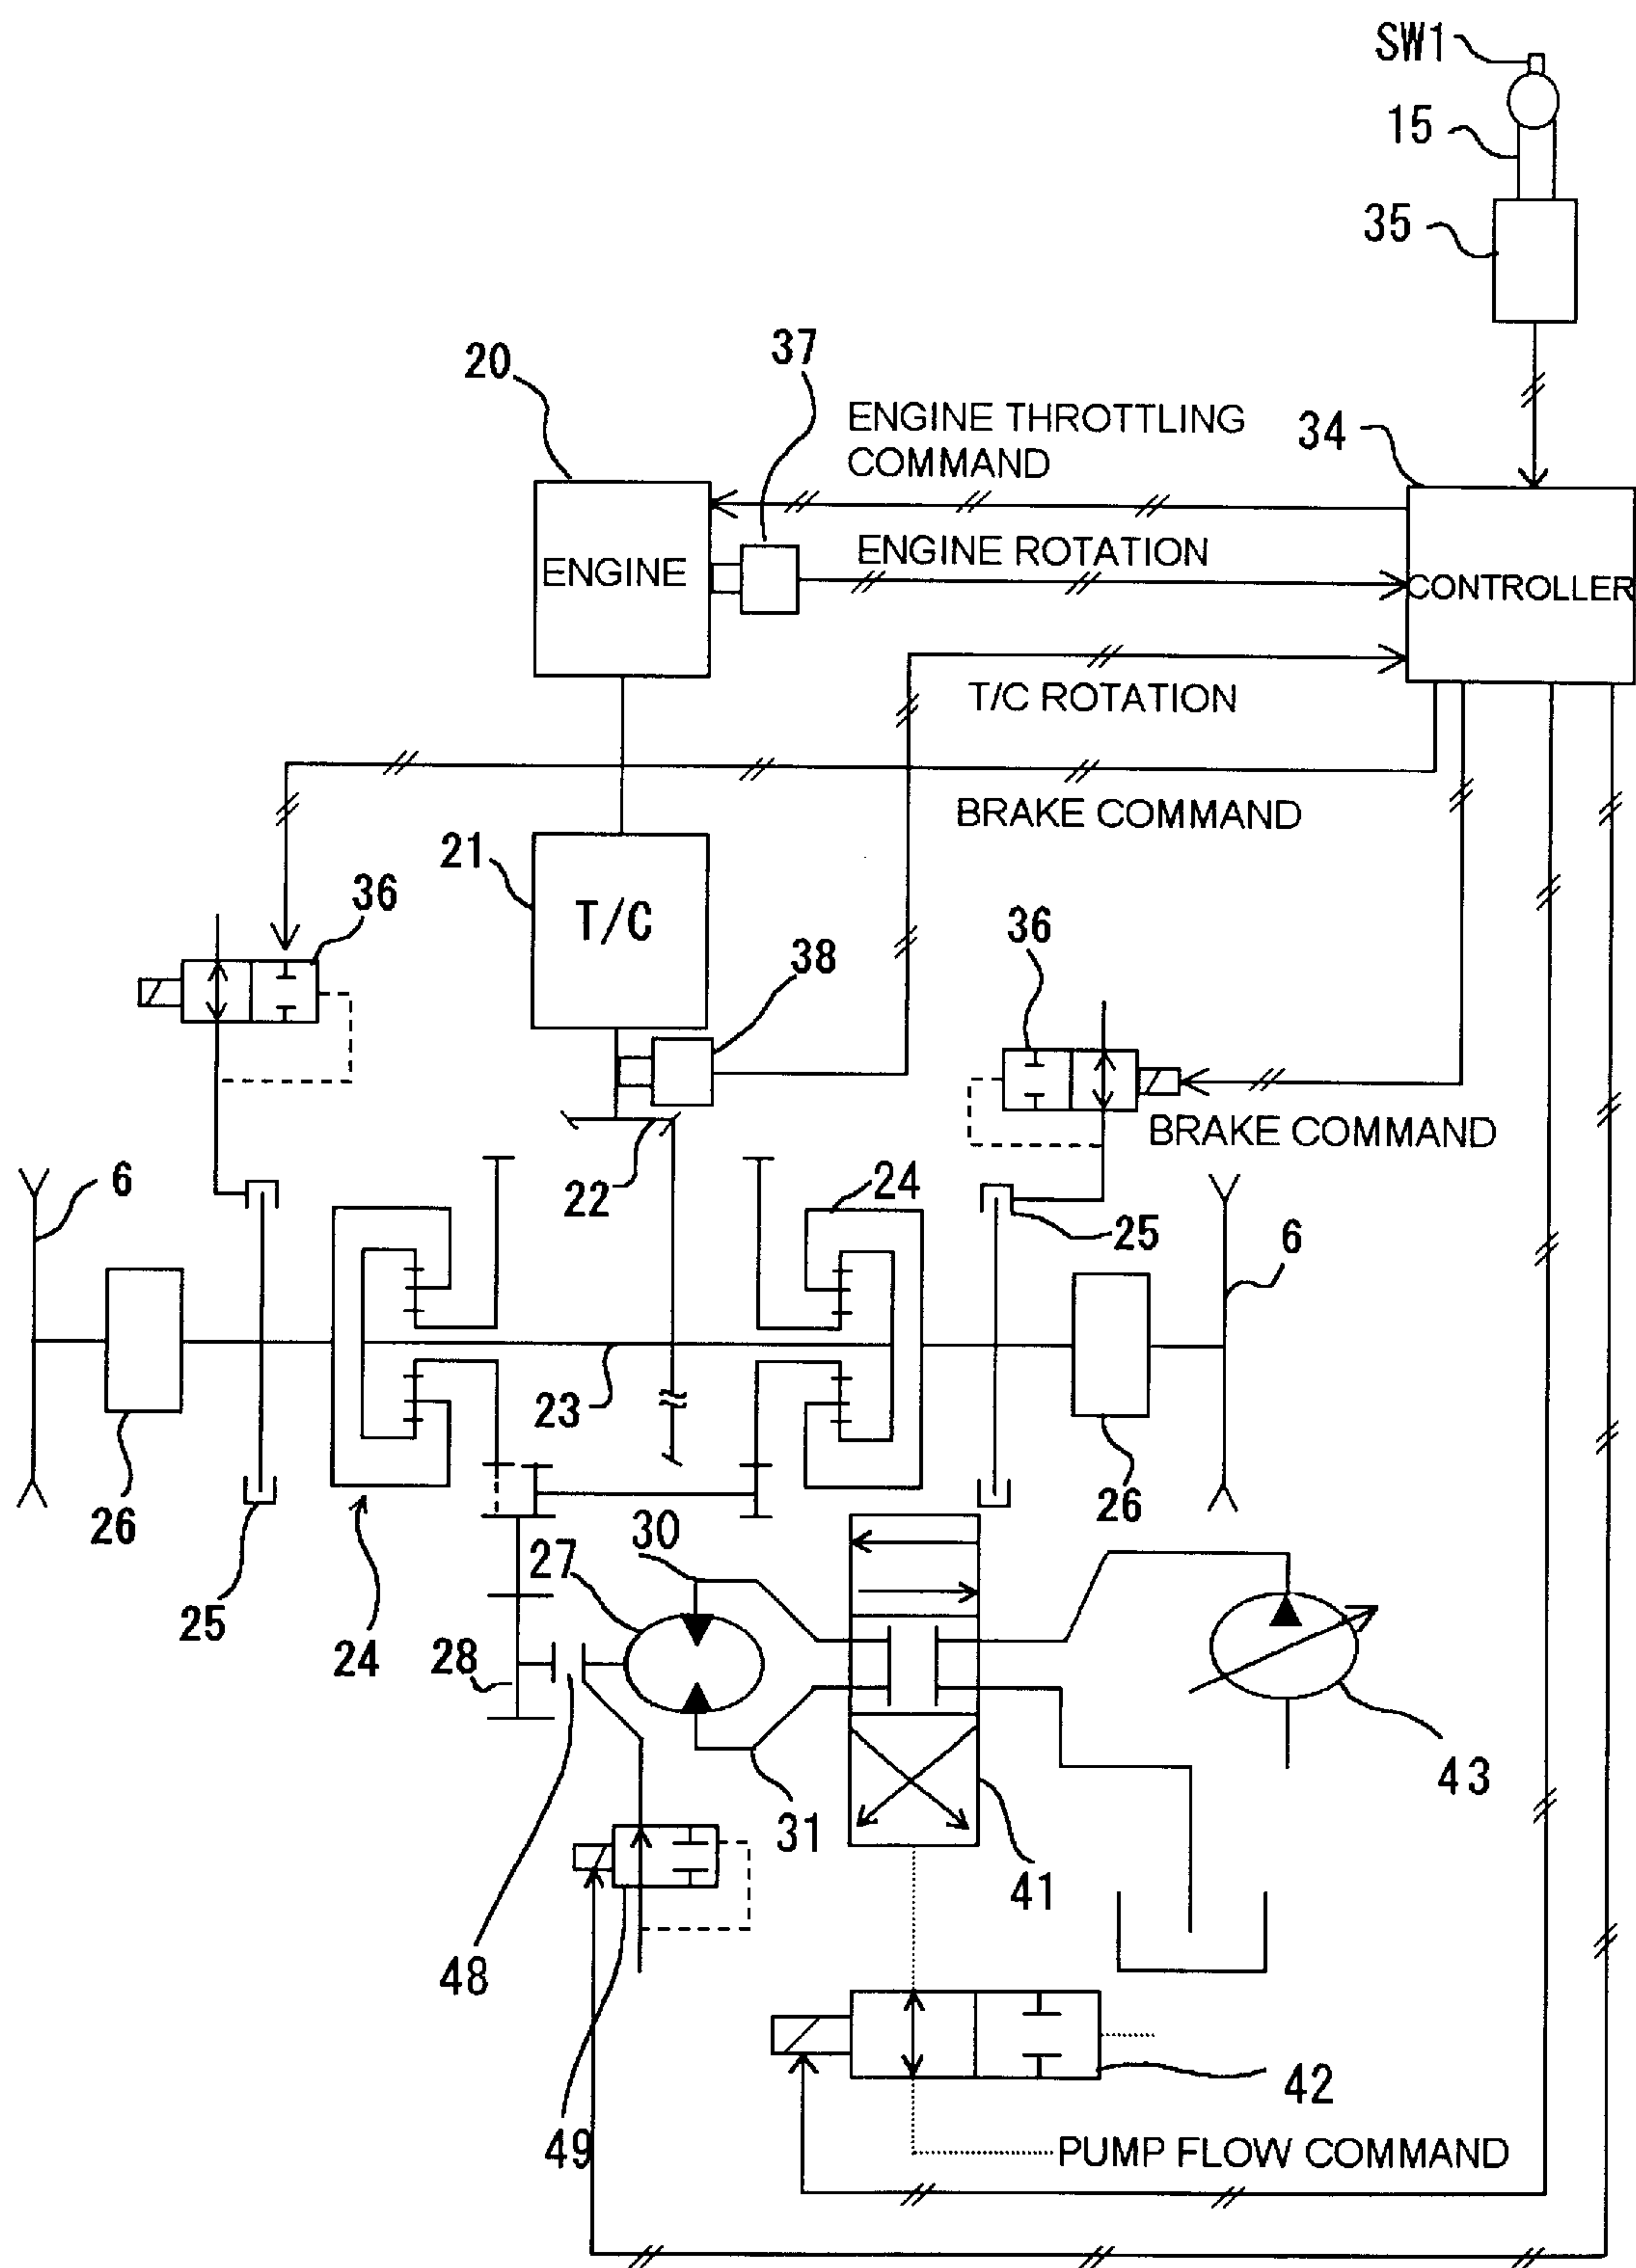 SW1
15
35
37
20
ENGINE THROTTLING
COMMAND
34
ENGINE ROTATION
ENGINE
CONTROLLER
T/C ROTATION
BRAKE COMMAND
21
36
T/C
38
36
BRAKE COMMAND
6
22
24
25
6
23
26
26
25
24
27
30
28
43
31
41
48
42
49
PUMP FLOW COMMAND